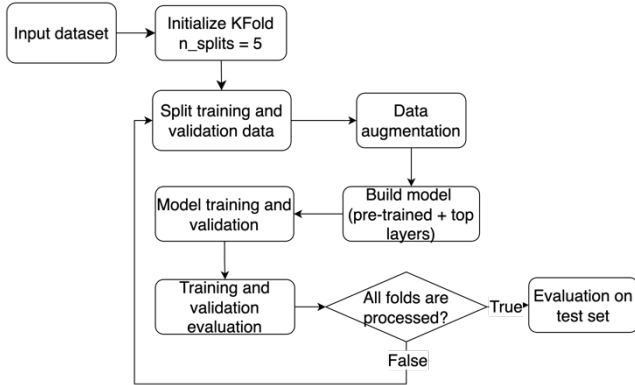 Input dataset
Initialize KFold
n_splits = 5
Split training and
validation data
Data
augmentation
Build model
(pre-trained + top
layers)
Model training and
validation
Training and
validation
evaluation
All folds are
processed?
True
False
Evaluation on
test set